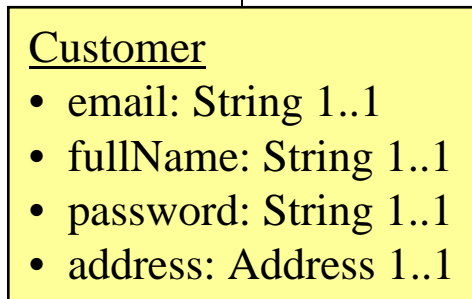 Customer
• email: String 1..1
• fullName: String 1..1
• password: String 1..1
• address: Address 1..1